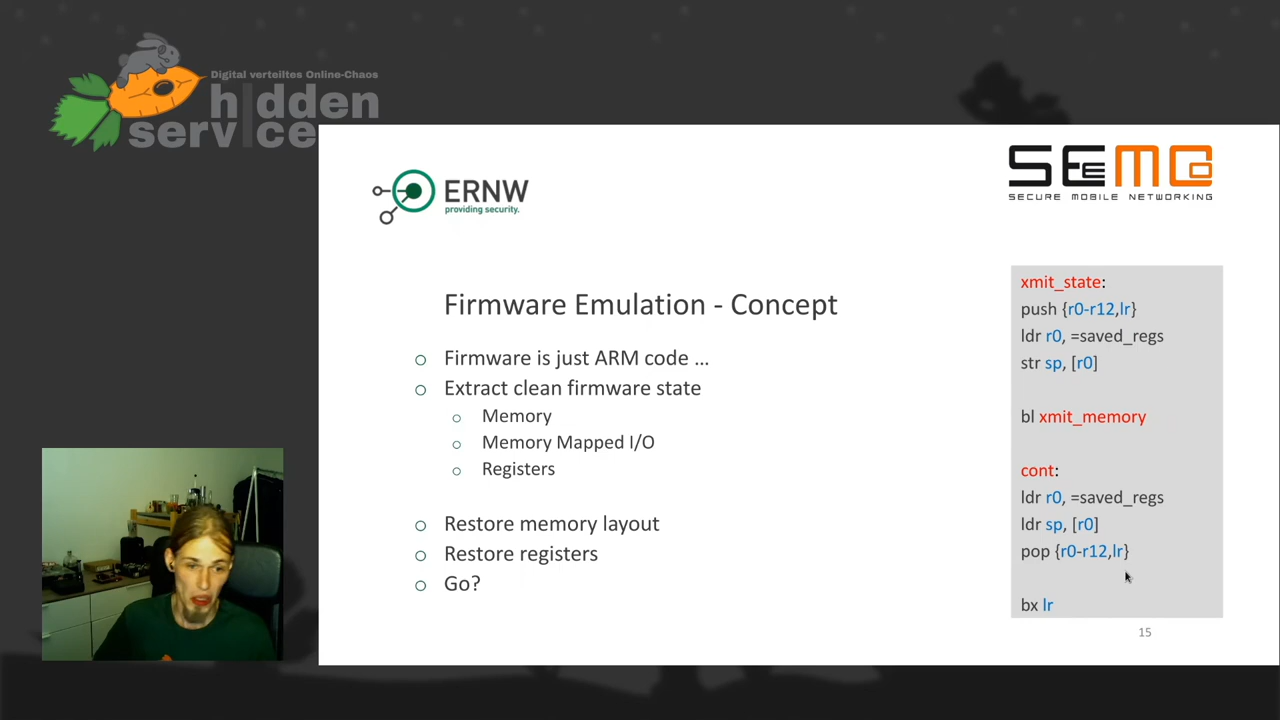 Digital verteiltes Online-Chaos
h|dden
serv|ce
ERNW
providing security.
SEEMOO
SECURE MOBILE NETWORKING
Firmware Emulation - Concept
Firmware is just ARM code ...
Extract clean firmware state
Memory
Memory Mapped I/O
Registers
Restore memory layout
Restore registers
Go?
xmit_state:
push {r0-r12,lr}
ldr r0, =saved_regs
str sp, [r0]
bl xmit_memory
cont:
ldr r0, =saved_regs
ldr sp, [r0]
pop {r0-r12,lr}
bx lr
15